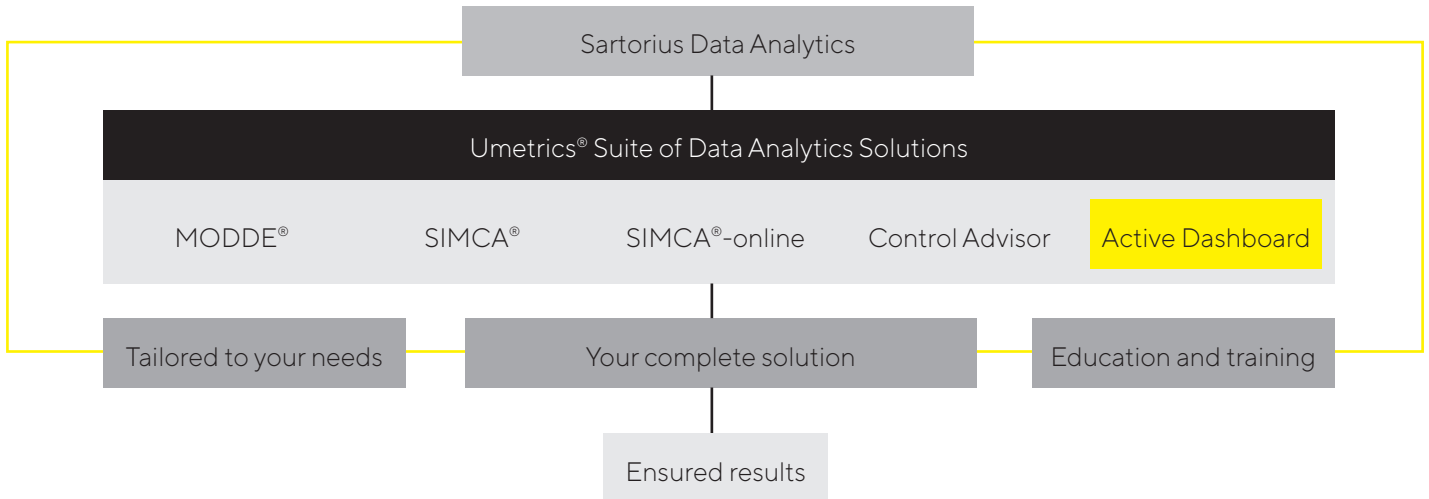 Sartorius Data Analytics
Umetrics® Suite of Data Analytics Solutions
MODDE® SIMCA® SIMCA®-online Control Advisor Active Dashboard
Tailored to your needs Your complete solution Education and training
Ensured results